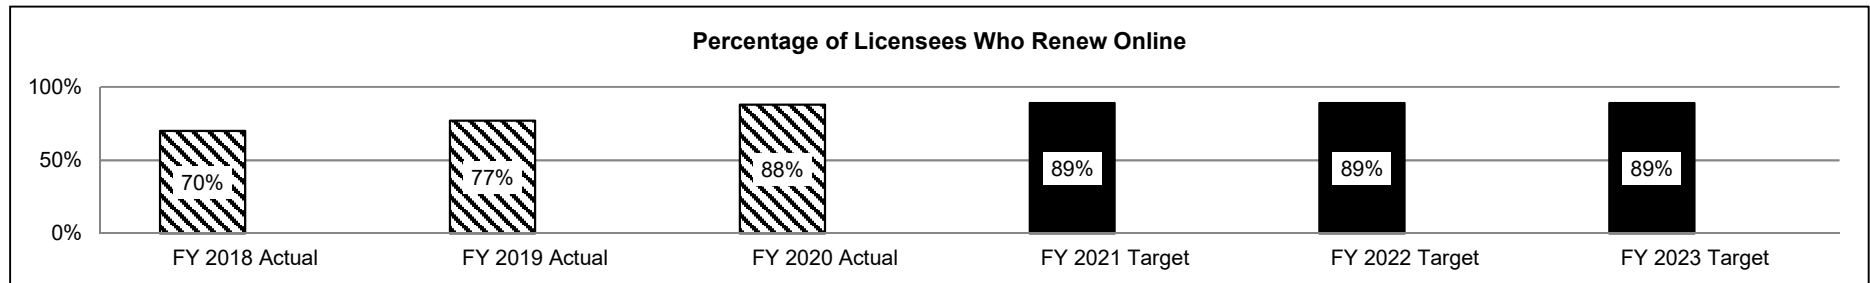 Percentage of Licensees Who Renew Online
100%
50%
0%
70%
77%
88%
89%
89%
89%
FY 2018 Actual
FY 2019 Actual
FY 2020 Actual
FY 2021 Target
FY 2022 Target
FY 2023 Target